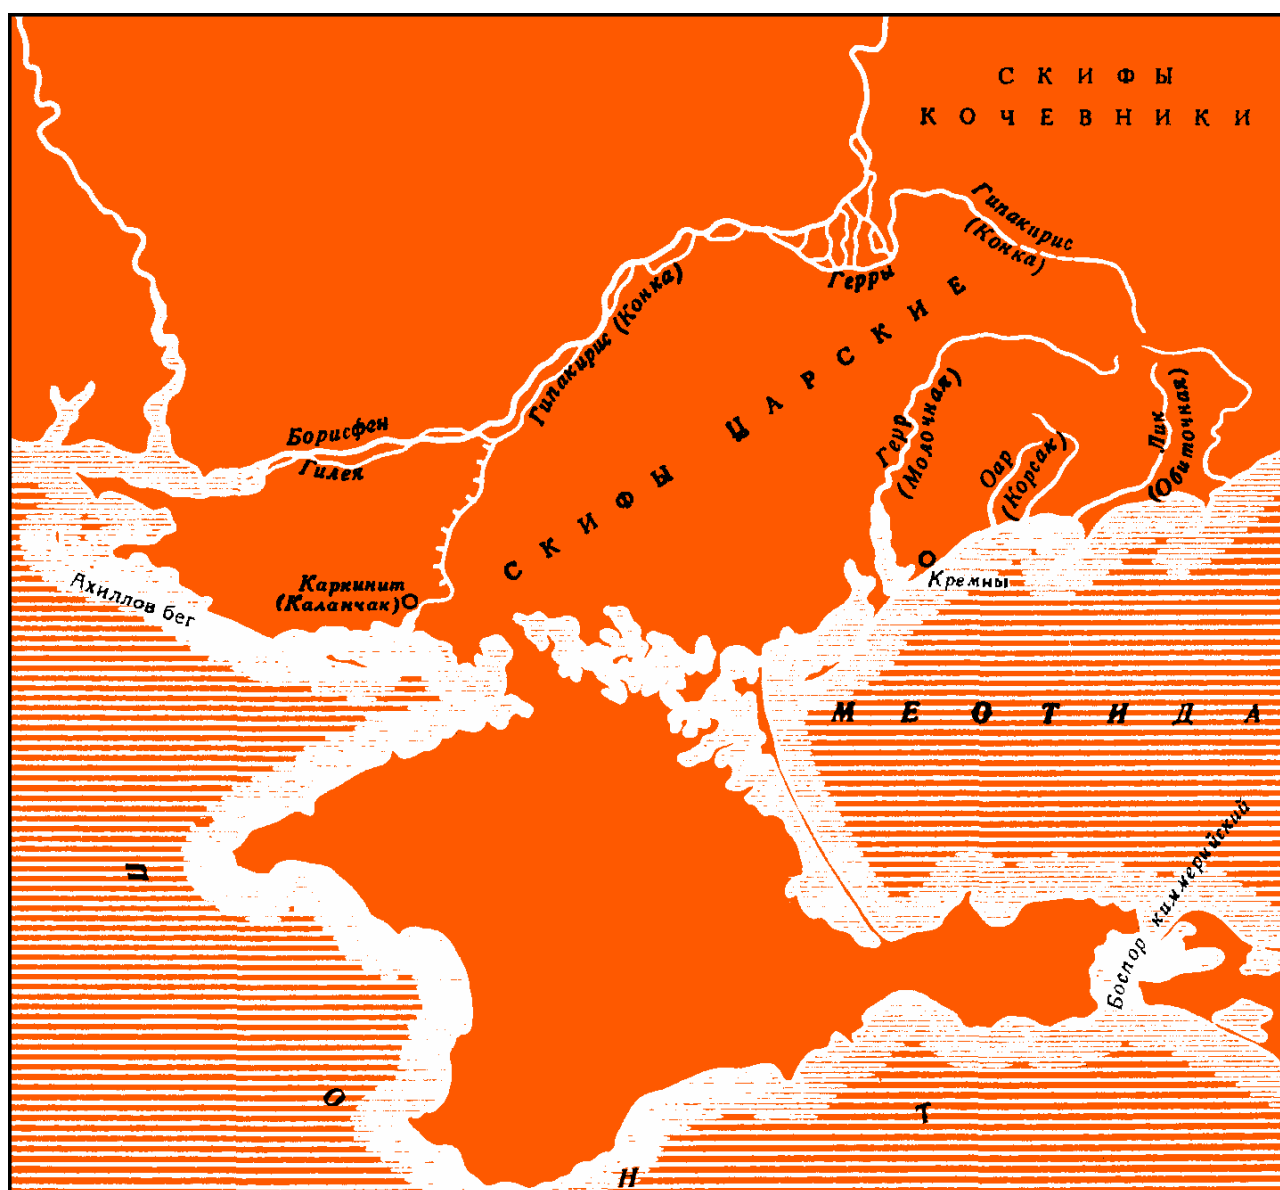 СКИФЫ
КОЧЕВНИКИ
Гипакирис
(Конка)
Герры
СКИФЫ ЦАРСКИЕ
Гипакирис (Конка)
Борисфен
Гилея
Герр
(Молочная)
Оар
(Корсак)
Лик
(Обиточная)
Каркинит
(Каланчак)
Ахиллов бег
Кремны
МЕОТИДА
Боспор киммерийский
ПОНТ